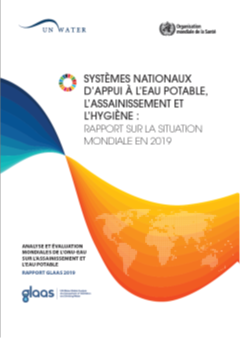 UN WATER
Organisation
mondiale de la Santé
SYSTÈMES NATIONAUX
D'APPUI À L'EAU POTABLE,
L'ASSAINISSEMENT ET
L'HYGIÈNE :
RAPPORT SUR LA SITUATION
MONDIALE EN 2019
ANALYSE ET ÉVALUATION
MONDIALES DE L'ONU-EAU
SUR L'ASSAINISSEMENT ET
L'EAU POTABLE
RAPPORT GLAAS 2019
glaas